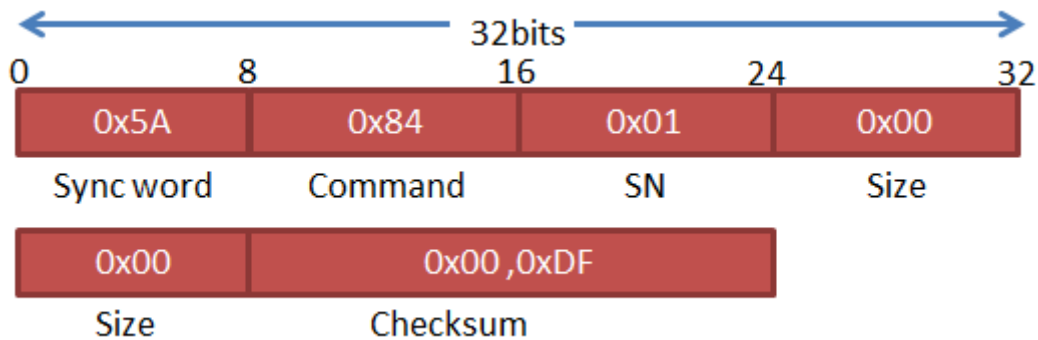 32bits
0 8 16 24 32
0x5A 0x84 0x01 0x00
Sync word Command SN Size
0x00 0x00 ,0xDF
Size Checksum